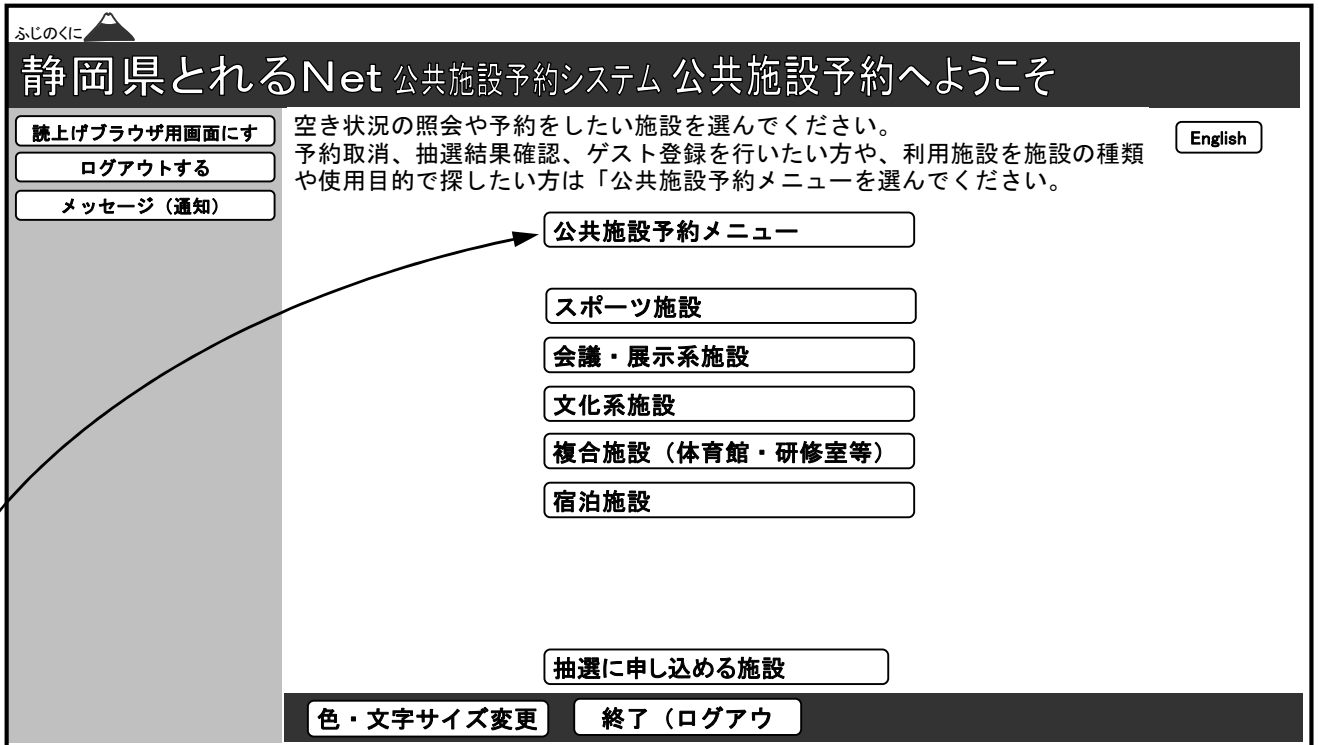 ふじのくに
静岡県とれるNet 公共施設予約システム 公共施設予約へようこそ
読上げブラウザ用画面にす
ログアウトする
メッセージ（通知）
空き状況の照会や予約をしたい施設を選んでください。
予約取消、抽選結果確認、ゲスト登録を行いたい方や、利用施設を施設の種類
や使用目的で探したい方は「公共施設予約メニューを選んでください。
English
公共施設予約メニュー
スポーツ施設
会議・展示系施設
文化系施設
複合施設（体育館・研修室等）
宿泊施設
抽選に申し込める施設
色・文字サイズ変更
終了（ログアウ